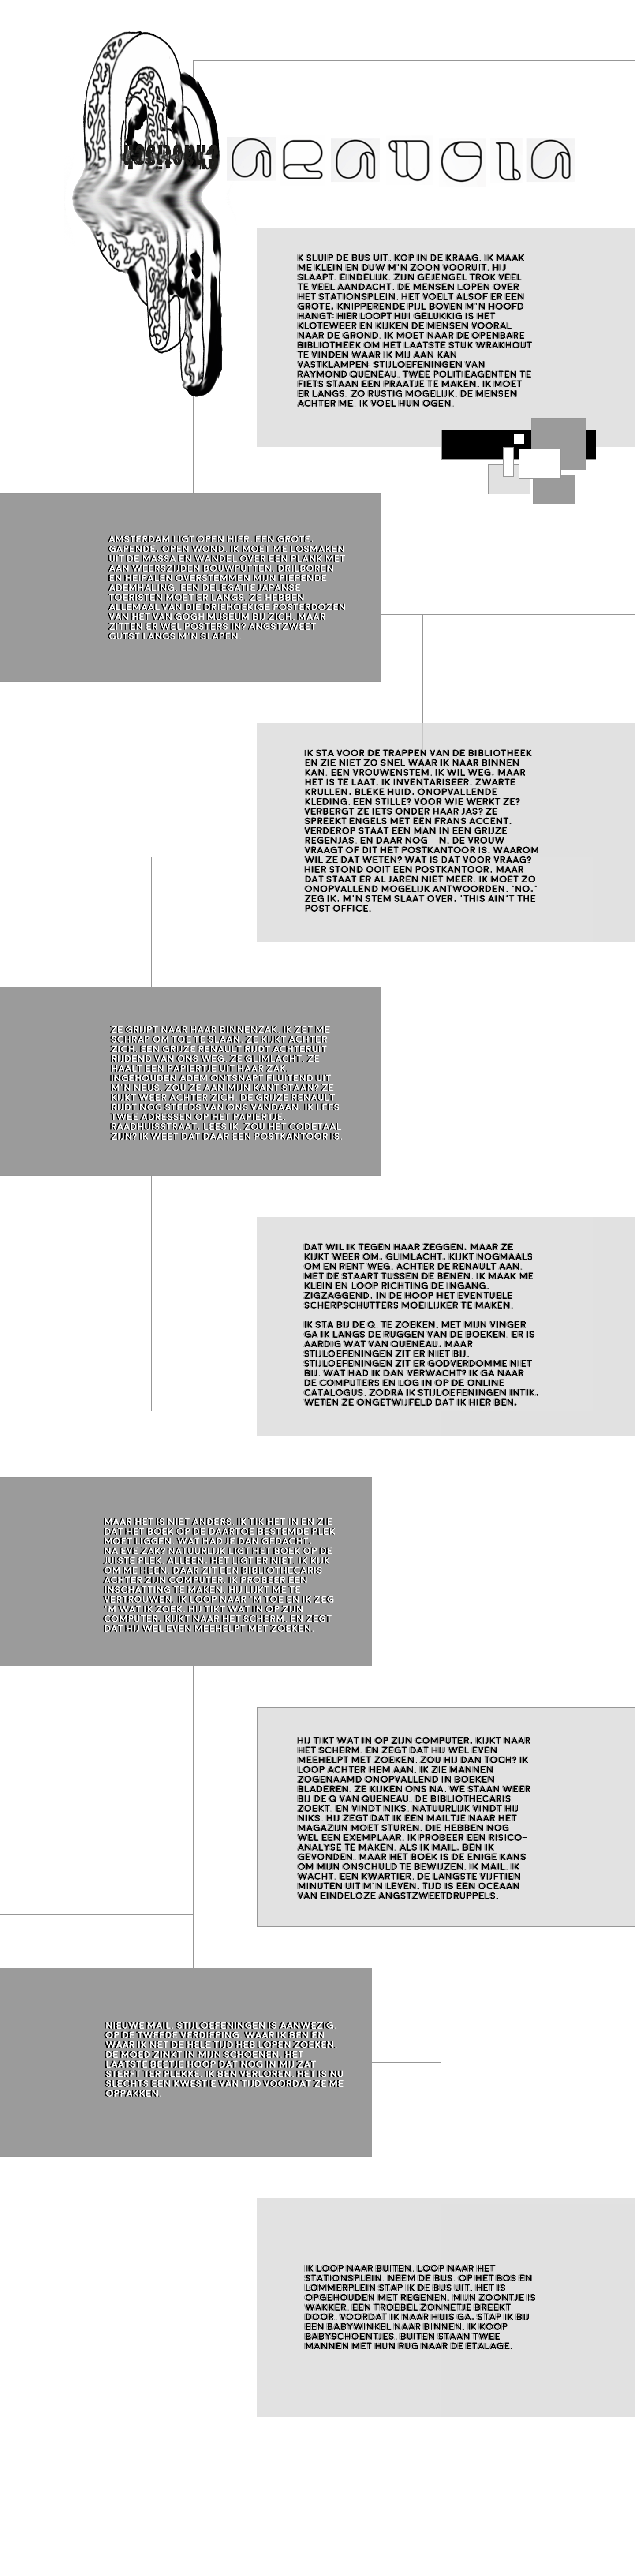 K SLUIP DE BUS UIT. KOP IN DE KRAAG. IK MAAK
ME KLEIN EN DUW M'N ZOON VOORUIT. HIJ
SLAAPT. EINDELIJK. ZIJN GEJENGEL TROK VEEL
TE VEEL AANDACHT. DE MENSEN LOPEN OVER
HET STATIONSPLEIN. HET VOELT ALSOF ER EEN
GROTE, KNIPPERENDE PIJL BOVEN M'N HOOFD
HANGT: HIER LOOPT HIJ! GELUKKIG IS HET
KLOTEWEER EN KIJKEN DE MENSEN VOORAL
NAAR DE GROND. IK MOET NAAR DE OPENBARE
BIBLIOTHEEK OM HET LAATSTE STUK WRAKHOUT
TE VINDEN WAAR IK MIJ AAN KAN
VASTKLAMPEN: STIJLOEFENINGEN VAN
RAYMOND QUENEAU. TWEE POLITIEAGENTEN TE
FIETS STAAN EEN PRAATJE TE MAKEN. IK MOET
ER LANGS. ZO RUSTIG MOGELIJK. DE MENSEN
ACHTER ME. IK VOEL HUN OGEN.
AMSTERDAM LIGT OPEN HIER. EEN GROTE,
GAPENDE, OPEN WOND. IK MOET ME LOSMAKEN
UIT DE MASSA EN WANDEL OVER EEN PLANK MET
AAN WEERSZIJDEN BOUWPUTTEN. DRILBOREN
EN HEIPALEN OVERSTEMMEN MIJN PIEPENDE
ADEMHALING. EEN DELEGATIE JAPANSE
TOERISTEN MOET ER LANGS. ZE HEBBEN
ALLEMAAL VAN DIE DRIEHOEKIGE POSTERDOZEN
VAN HET VAN GOGH MUSEUM BIJ ZICH. MAAR
ZITTEN ER WEL POSTERS IN? ANGSTZWEET
GUTST LANGS M'N SLAPEN.
IK STA VOOR DE TRAPPEN VAN DE BIBLIOTHEEK
EN ZIE NIET ZO SNEL WAAR IK NAAR BINNEN
KAN. EEN VROUWENSTEM. IK WIL WEG, MAAR
HET IS TE LAAT. IK INVENTARISEER. ZWARTE
KRULLEN, BLEKE HUID, ONOPVALLENDE
KLEDING. EEN STILLE? VOOR WIE WERKT ZE?
VERBERGT ZE IETS ONDER HAAR JAS? ZE
SPREEKT ENGELS MET EEN FRANS ACCENT.
VERDEROP STAAT EEN MAN IN EEN GRIJZE
REGENJAS. EN DAAR NOG N. DE VROUW
VRAAGT OF DIT HET POSTKANTOOR IS. WAAROM
WIL ZE DAT WETEN? WAT IS DAT VOOR VRAAG?
HIER STOND OOIT EEN POSTKANTOOR, MAAR
DAT STAAT ER AL JAREN NIET MEER. IK MOET ZO
ONOPVALLEND MOGELIJK ANTWOORDEN. 'NO,'
ZEG IK, M'N STEM SLAAT OVER, 'THIS AIN'T THE
POST OFFICE.
ZE GRIJPT NAAR HAAR BINNENZAK. IK ZET ME
SCHRAP OM TOE TE SLAAN. ZE KIJKT ACHTER
ZICH. EEN GRIJZE RENAULT RIJDT ACHTERUIT
RIJDEND VAN ONS WEG. ZE GLIMLACHT. ZE
HAALT EEN PAPIERTJE UIT HAAR ZAK.
INGEHOUDEN ADEM ONTSNAPT FLUITEND UIT
M'N NEUS. ZOU ZE AAN MIJN KANT STAAN? ZE
KIJKT WEER ACHTER ZICH. DE GRIJZE RENAULT
RIJDT NOG STEEDS VAN ONS VANDAAN. IK LEES
TWEE ADRESSEN OP HET PAPIERTJE.
RAADHUISSTRAAT, LEES IK. ZOU HET CODETAAL
ZIJN? IK WEET DAT DAAR EEN POSTKANTOOR IS.
DAT WIL IK TEGEN HAAR ZEGGEN, MAAR ZE
KIJKT WEER OM, GLIMLACHT, KIJKT NOGMAALS
OM EN RENT WEG. ACHTER DE RENAULT AAN.
MET DE STAART TUSSEN DE BENEN. IK MAAK ME
KLEIN EN LOOP RICHTING DE INGANG.
ZIGZAGGEND, IN DE HOOP HET EVENTUELE
SCHERPSCHUTTERS MOEILIJKER TE MAKEN.
IK STA BIJ DE Q. TE ZOEKEN. MET MIJN VINGER
GA IK LANGS DE RUGGEN VAN DE BOEKEN. ER IS
AARDIG WAT VAN QUENEAU, MAAR
STIJLOEFENINGEN ZIT ER NIET BIJ.
STIJLOEFENINGEN ZIT ER GODVERDOMME NIET
BIJ. WAT HAD IK DAN VERWACHT? IK GA NAAR
DE COMPUTERS EN LOG IN OP DE ONLINE
CATALOGUS. ZODRA IK STIJLOEFENINGEN INTIK,
WETEN ZE ONGETWIJFELD DAT IK HIER BEN,
MAAR HET IS NIET ANDERS. IK TIK HET IN EN ZIE
DAT HET BOEK OP DE DAARTOE BESTEMDE PLEK
MOET LIGGEN. WAT HAD JE DAN GEDACHT,
NA EVE ZAK? NATUURLIJK LIGT HET BOEK OP DE
JUISTE PLEK. ALLEEN, HET LIGT ER NIET. IK KIJK
OM ME HEEN. DAAR ZIT EEN BIBLIOTHECARIS
ACHTER ZIJN COMPUTER. IK PROBEER EEN
INSCHATTING TE MAKEN. HIJ LIJKT ME TE
VERTROUWEN. IK LOOP NAAR 'M TOE EN IK ZEG
'M WAT IK ZOEK. HIJ TIKT WAT IN OP ZIJN
COMPUTER, KIJKT NAAR HET SCHERM. EN ZEGT
DAT HIJ WEL EVEN MEEHELPT MET ZOEKEN.
HIJ TIKT WAT IN OP ZIJN COMPUTER, KIJKT NAAR
HET SCHERM. EN ZEGT DAT HIJ WEL EVEN
MEEHELPT MET ZOEKEN. ZOU HIJ DAN TOCH? IK
LOOP ACHTER HEM AAN. IK ZIE MANNEN
ZOGENAAMD ONOPVALLEND IN BOEKEN
BLADEREN. ZE KIJKEN ONS NA. WE STAAN WEER
BIJ DE Q VAN QUENEAU. DE BIBLIOTHECARIS
ZOEKT. EN VINDT NIKS. NATUURLIJK VINDT HIJ
NIKS. HIJ ZEGT DAT IK EEN MAILTJE NAAR HET
MAGAZIJN MOET STUREN. DIE HEBBEN NOG
WEL EEN EXEMPLAAR. IK PROBEER EEN RISICO-
ANALYSE TE MAKEN. ALS IK MAIL, BEN IK
GEVONDEN. MAAR HET BOEK IS DE ENIGE KANS
OM MIJN ONSCHULD TE BEWIJZEN. IK MAIL. IK
WACHT. EEN KWARTIER. DE LANGSTE VIJFTIEN
MINUTEN UIT M'N LEVEN. TIJD IS EEN OCEAAN
VAN EINDELOZE ANGSTZWEETDRUPPELS.
NIEUWE MAIL. STIJLOEFENINGEN IS AANWEZIG.
OP DE TWEEDE VERDIEPING. WAAR IK BEN EN
WAAR IK NET DE HELE TIJD HEB LOPEN ZOEKEN.
DE MOED ZINKT IN MIJN SCHOENEN. HET
LAATSTE BEETJE HOOP DAT NOG IN MIJ ZAT
STERFT TER PLEKKE. IK BEN VERLOREN. HET IS NU
SLECHTS EEN KWESTIE VAN TIJD VOORDAT ZE ME
OPPAKKEN.
IK LOOP NAAR BUITEN. LOOP NAAR HET
STATIONSPLEIN. NEEM DE BUS. OP HET BOS EN
LOMMERPLEIN STAP IK DE BUS UIT. HET IS
OPGEHOUDEN MET REGENEN. MIJN ZOONTJE IS
WAKKER. EEN TROEBEL ZONNETJE BREEKT
DOOR. VOORDAT IK NAAR HUIS GA, STAP IK BIJ
EEN BABYWINKEL NAAR BINNEN. IK KOOP
BABYSCHOENTJES. BUITEN STAAN TWEE
MANNEN MET HUN RUG NAAR DE ETALAGE.